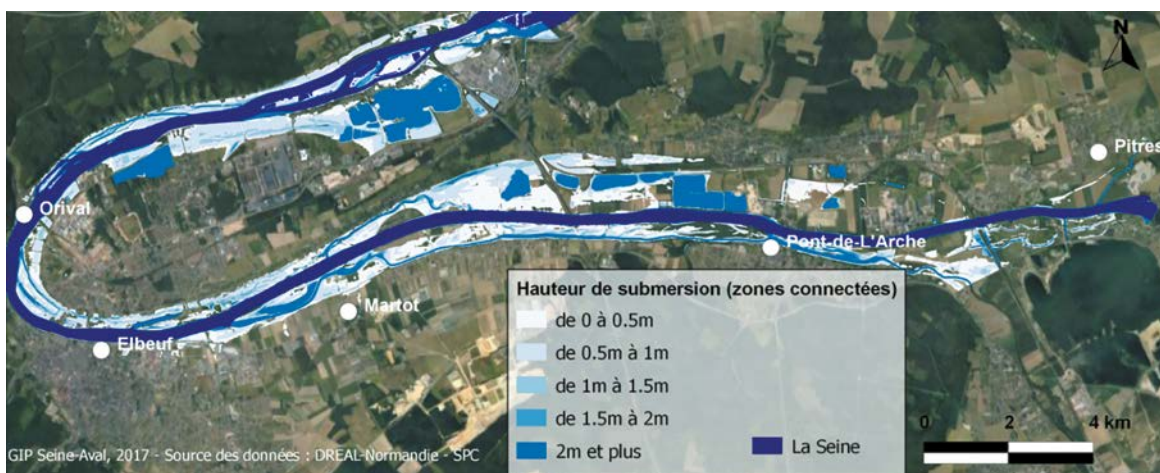 N
Pitres
Orival
Pont-de-L'Arche
Martot
Elbeuf
Hauteur de submersion (zones connectées)
de 0 à 0.5m
de 0.5m à 1m
de 1m à 1.5m
de 1.5m à 2m
2m et plus
La Seine
0 2 4 km
GIP Seine-Aval, 2017 - Source des données : DREAL-Normandie - SPC